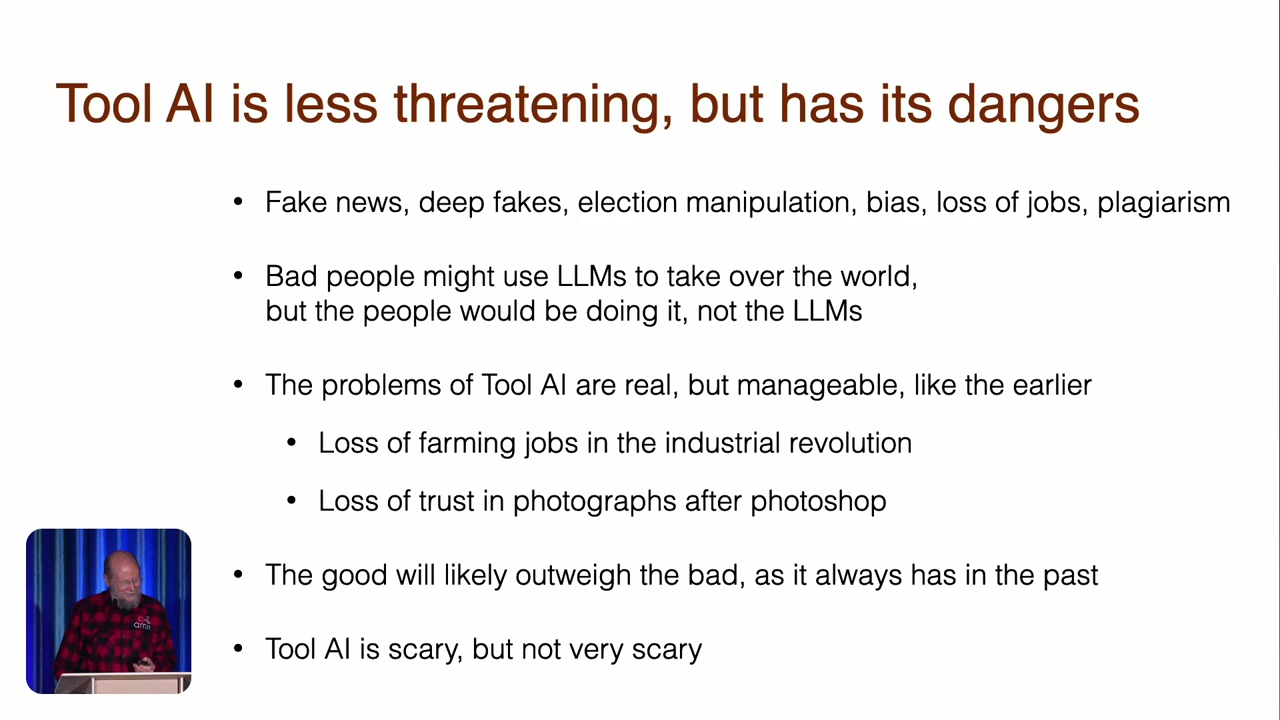 Tool AI is less threatening, but has its dangers
• Fake news, deep fakes, election manipulation, bias, loss of jobs, plagiarism
• Bad people might use LLMs to take over the world,
but the people would be doing it, not the LLMs
• The problems of Tool AI are real, but manageable, like the earlier
• Loss of farming jobs in the industrial revolution
• Loss of trust in photographs after photoshop
• The good will likely outweigh the bad, as it always has in the past
• Tool AI is scary, but not very scary